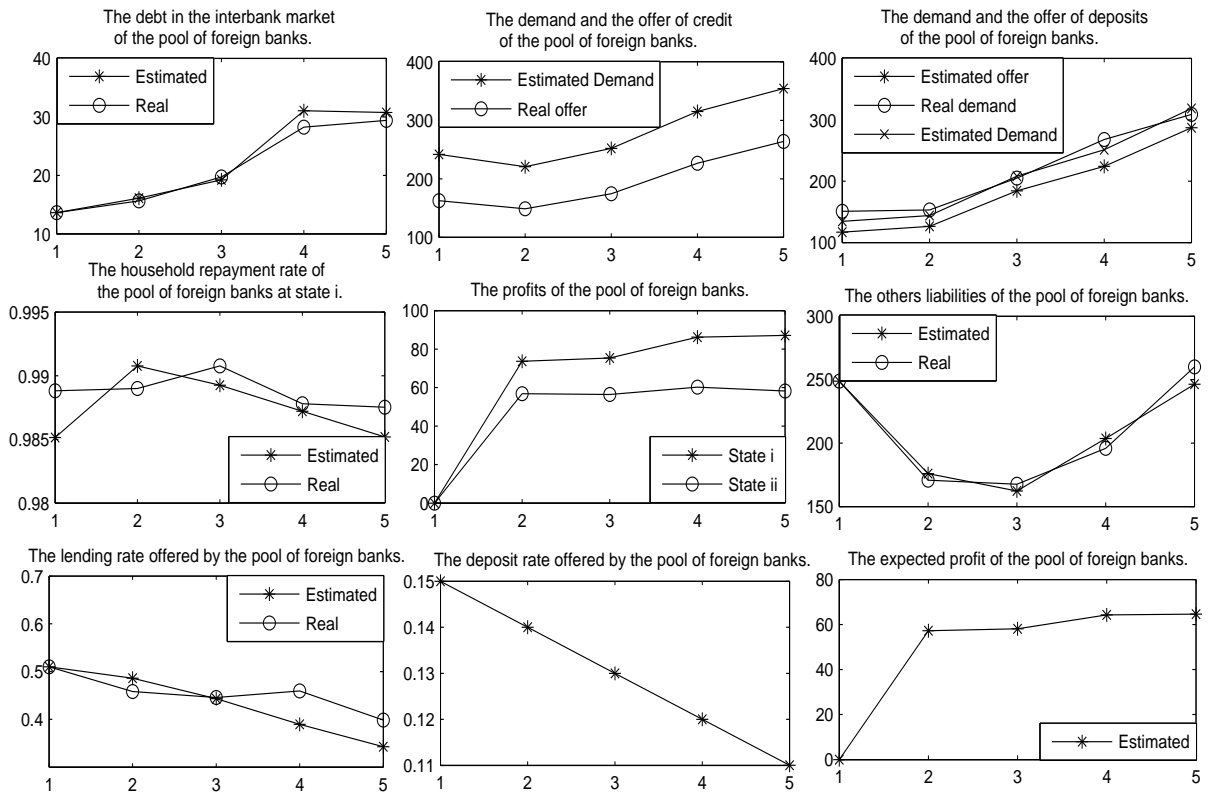 The debt in the interbank market
of the pool of foreign banks.
40
30
20
10
Estimated
Real
1 2 3 4 5
The demand and the offer of credit
of the pool of foreign banks.
400
300
200
100
Estimated Demand
Real offer
1 2 3 4 5
The demand and the offer of deposits
of the pool of foreign banks.
400
300
200
100
Estimated offer
Real demand
Estimated Demand
1 2 3 4 5
The household repayment rate of
the pool of foreign banks at state i.
0.995
0.99
0.985
0.98
Estimated
Real
1 2 3 4 5
The profits of the pool of foreign banks.
100
80
60
40
20
0
State i
State ii
1 2 3 4 5
The others liabilities of the pool of foreign banks.
300
250
200
150
Estimated
Real
1 2 3 4 5
The lending rate offered by the pool of foreign banks.
0.7
0.6
0.5
0.4
Estimated
Real
1 2 3 4 5
The deposit rate offered by the pool of foreign banks.
0.15
0.14
0.13
0.12
0.11
1 2 3 4 5
The expected profit of the pool of foreign banks.
80
60
40
20
0
Estimated
1 2 3 4 5